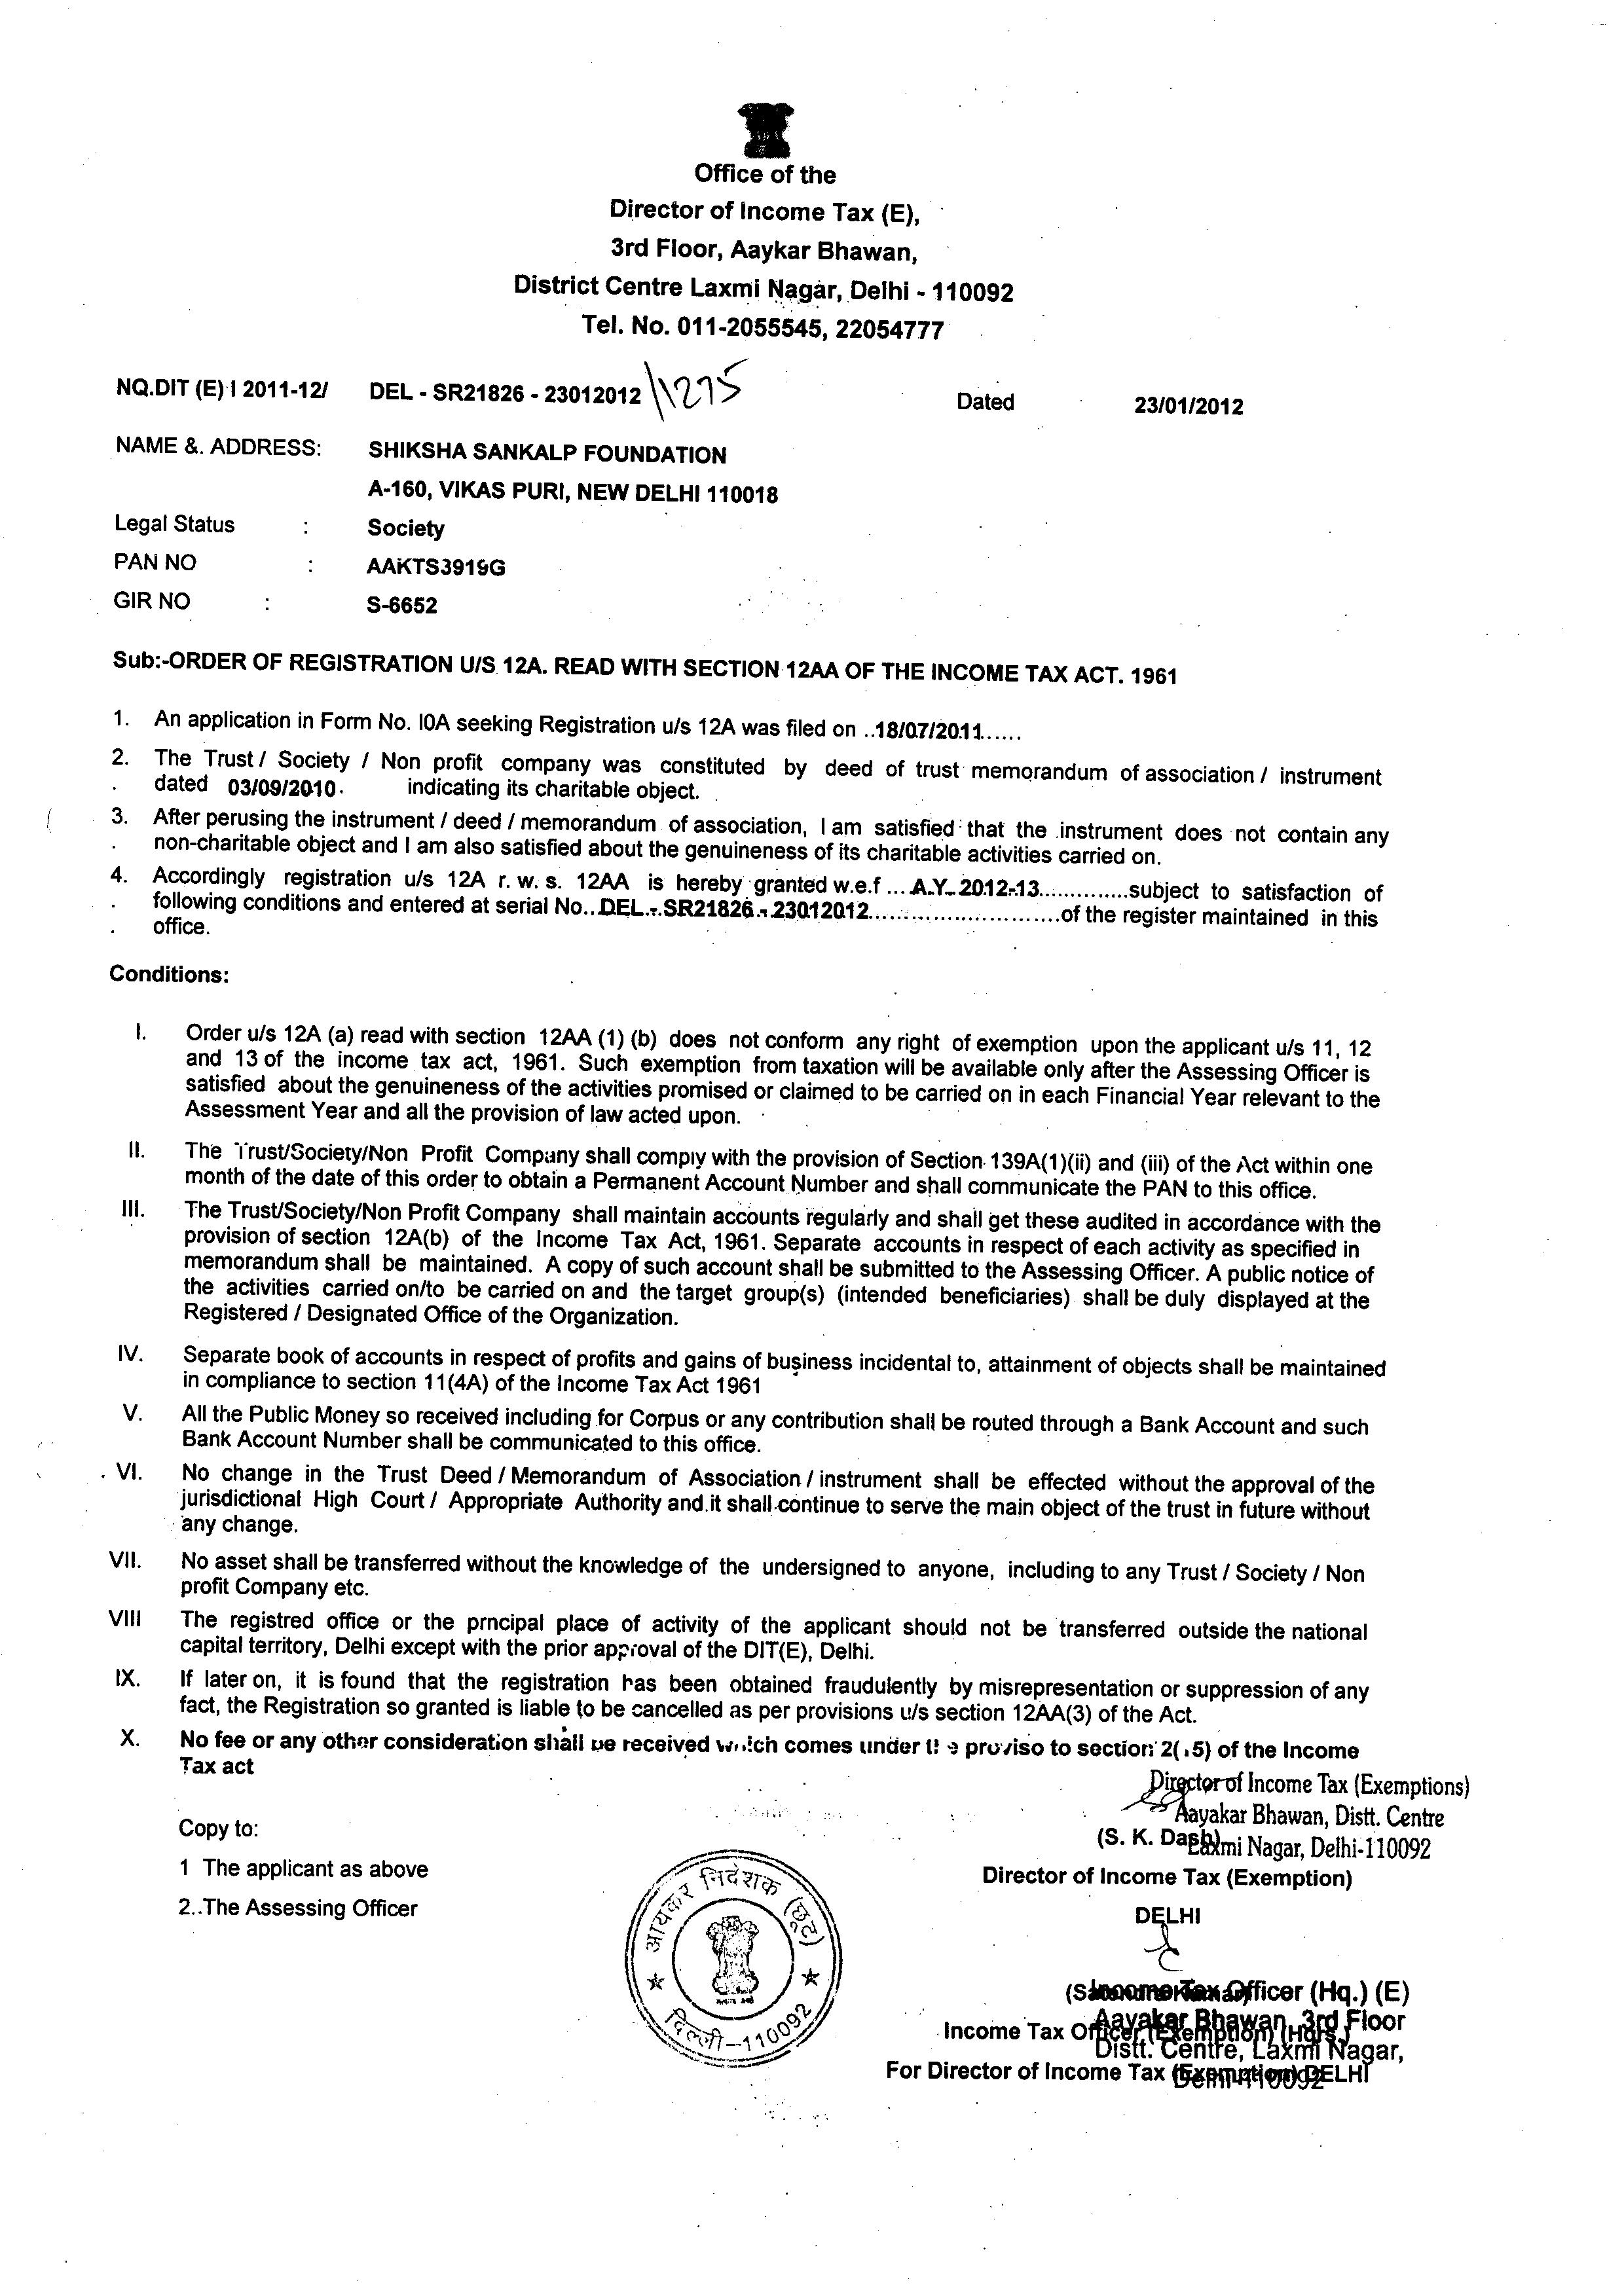 Office of the
Director of Income Tax (E),
3rd Floor, Aaykar Bhawan,
District Centre Laxmi Nagar, Delhi - 110092
Tel. No. 011-2055545, 22054777
NQ.DIT (E) I 2011-12/ DEL - SR21826 - 23012012 /1275 Dated 23/01/2012
NAME &. ADDRESS: SHIKSHA SANKALP FOUNDATION
A-160, VIKAS PURI, NEW DELHI 110018
Legal Status : Society
PAN NO : AAKTS3919G
GIR NO : S-6652
Sub:-ORDER OF REGISTRATION U/S 12A. READ WITH SECTION 12AA OF THE INCOME TAX ACT. 1961
1. An application in Form No. I0A seeking Registration u/s 12A was filed on ..18/07/2011......
2. The Trust / Society / Non profit company was constituted by deed of trust memorandum of association / instrument
dated 03/09/2010. indicating its charitable object.
3. After perusing the instrument / deed / memorandum of association, I am satisfied that the instrument does not contain any
non-charitable object and I am also satisfied about the genuineness of its charitable activities carried on.
4. Accordingly registration u/s 12A r. w. s. 12AA is hereby granted w.e.f ... A.Y. 2012-13.............subject to satisfaction of
following conditions and entered at serial No.. DEL - SR21826 - 23012012............................of the register maintained in this
office.
Conditions:
I. Order u/s 12A (a) read with section 12AA (1) (b) does not conform any right of exemption upon the applicant u/s 11, 12
and 13 of the income tax act, 1961. Such exemption from taxation will be available only after the Assessing Officer is
satisfied about the genuineness of the activities promised or claimed to be carried on in each Financial Year relevant to the
Assessment Year and all the provision of law acted upon.
II. The Trust/Society/Non Profit Company shall comply with the provision of Section 139A(1)(ii) and (iii) of the Act within one
month of the date of this order to obtain a Permanent Account Number and shall communicate the PAN to this office.
III. The Trust/Society/Non Profit Company shall maintain accounts regularly and shall get these audited in accordance with the
provision of section 12A(b) of the Income Tax Act, 1961. Separate accounts in respect of each activity as specified in
memorandum shall be maintained. A copy of such account shall be submitted to the Assessing Officer. A public notice of
the activities carried on/to be carried on and the target group(s) (intended beneficiaries) shall be duly displayed at the
Registered / Designated Office of the Organization.
IV. Separate book of accounts in respect of profits and gains of business incidental to, attainment of objects shall be maintained
in compliance to section 11(4A) of the Income Tax Act 1961
V. All the Public Money so received including for Corpus or any contribution shall be routed through a Bank Account and such
Bank Account Number shall be communicated to this office.
VI. No change in the Trust Deed / Memorandum of Association / instrument shall be effected without the approval of the
jurisdictional High Court / Appropriate Authority and it shall continue to serve the main object of the trust in future without
any change.
VII. No asset shall be transferred without the knowledge of the undersigned to anyone, including to any Trust / Society / Non
profit Company etc.
VIII The registred office or the prncipal place of activity of the applicant should not be transferred outside the national
capital territory, Delhi except with the prior approval of the DIT(E), Delhi.
IX. If later on, it is found that the registration has been obtained fraudulently by misrepresentation or suppression of any
fact, the Registration so granted is liable to be cancelled as per provisions u/s section 12AA(3) of the Act.
X. No fee or any other consideration shall be received which comes under the proviso to section 2(15) of the Income
Tax act
Director of Income Tax (Exemptions)
Aayakar Bhawan, Distt. Centre
Laxmi Nagar, Delhi-110092
(S. K. Dash)
Director of Income Tax (Exemption)
DELHI
Copy to:
1 The applicant as above
2..The Assessing Officer
आयकर निदेशक (छूट)
दिल्ली-110092
Income Tax Officer (Hq.) (E)
Aayakar Bhawan, 3rd Floor
Distt. Centre, Laxmi Nagar,
Delhi-110092
Income Tax Officer (Exemption) (Hqrs.)
For Director of Income Tax (Exemption) DELHI